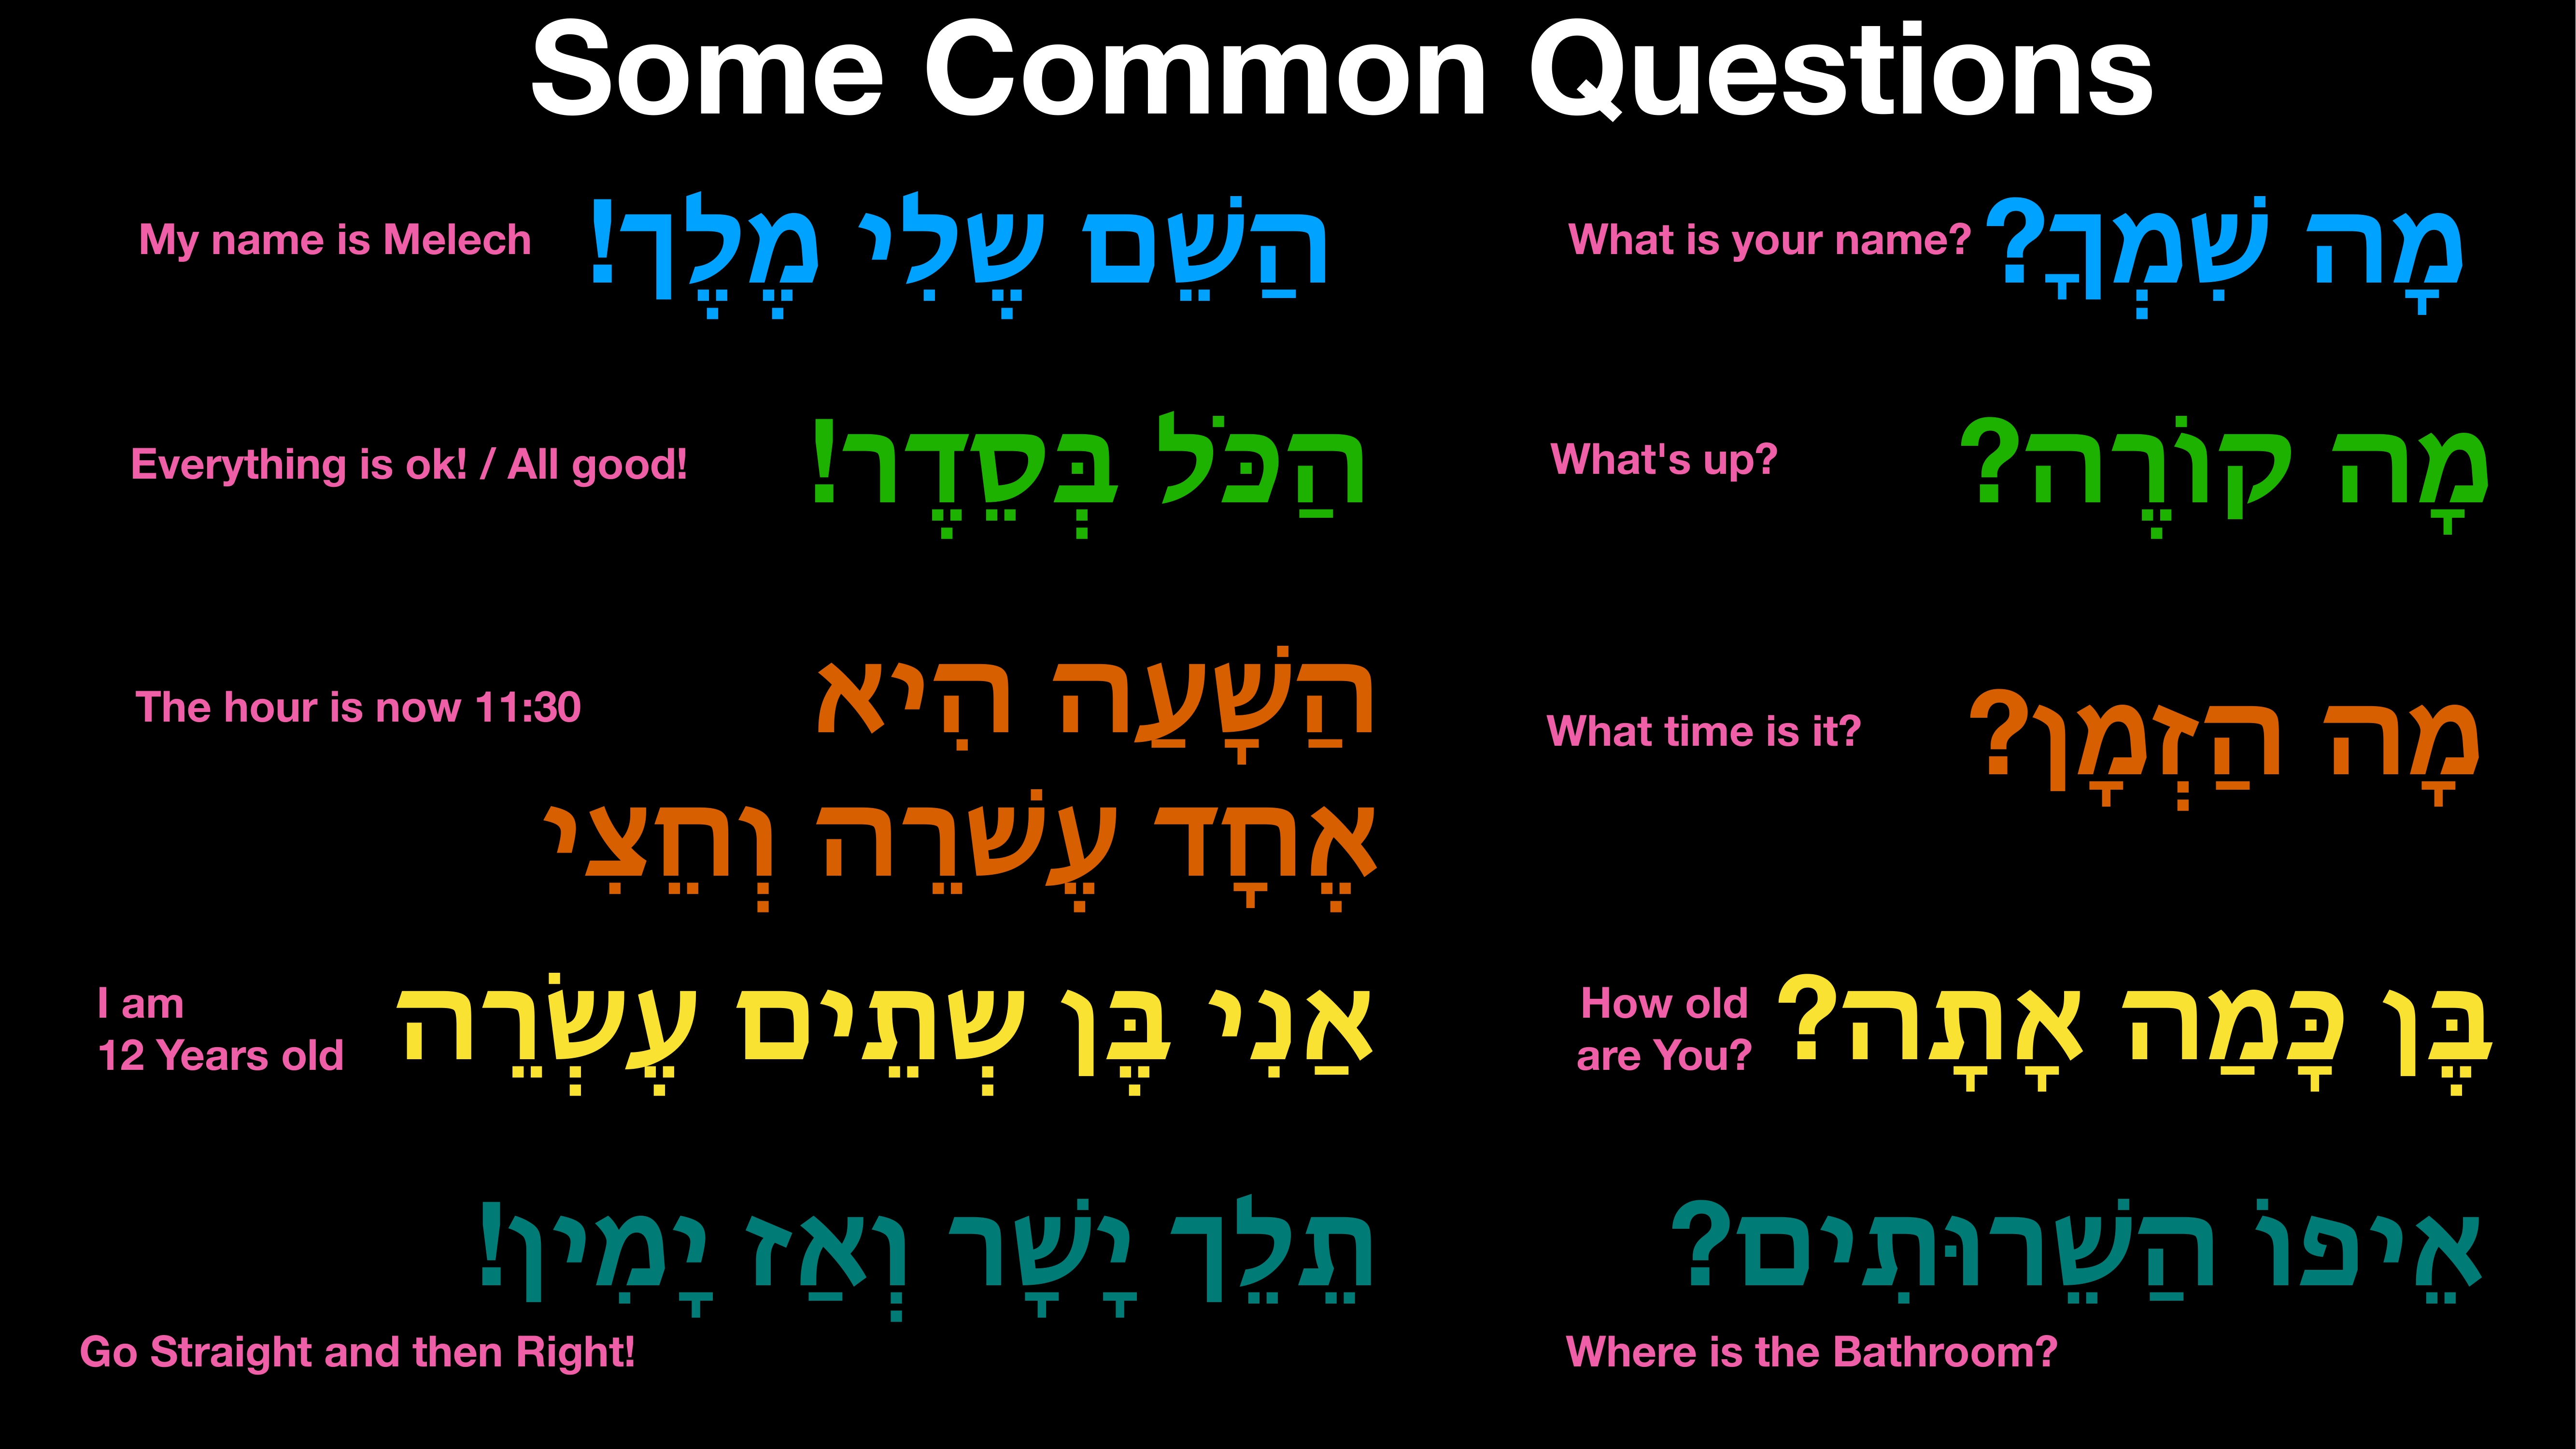 Some Common Questions
What is your name? מָה שִׁמְךָ?
My name is Melech הַשֵּׁם שֶׁלִּי מֶלֶךְ!
What's up? מָה קוֹרֶה?
Everything is ok! / All good! הַכֹּל בְּסֵדֶר!
What time is it? מָה הַזְּמָן?
The hour is now 11:30 הַשָּׁעַה הִיא
אֶחָד עֶשׁרֵה וְחֵצִי
How old
are You? בֶּן כָּמַה אָתָה?
I am
12 Years old אַנִי בֶּן שְתֵים עֶשְׂרֵה
אֵיפוֹ הַשֵׁרוּתִים?
Where is the Bathroom?
תֵלֵך יָשָׁר וְאַז יָמִין!
Go Straight and then Right!